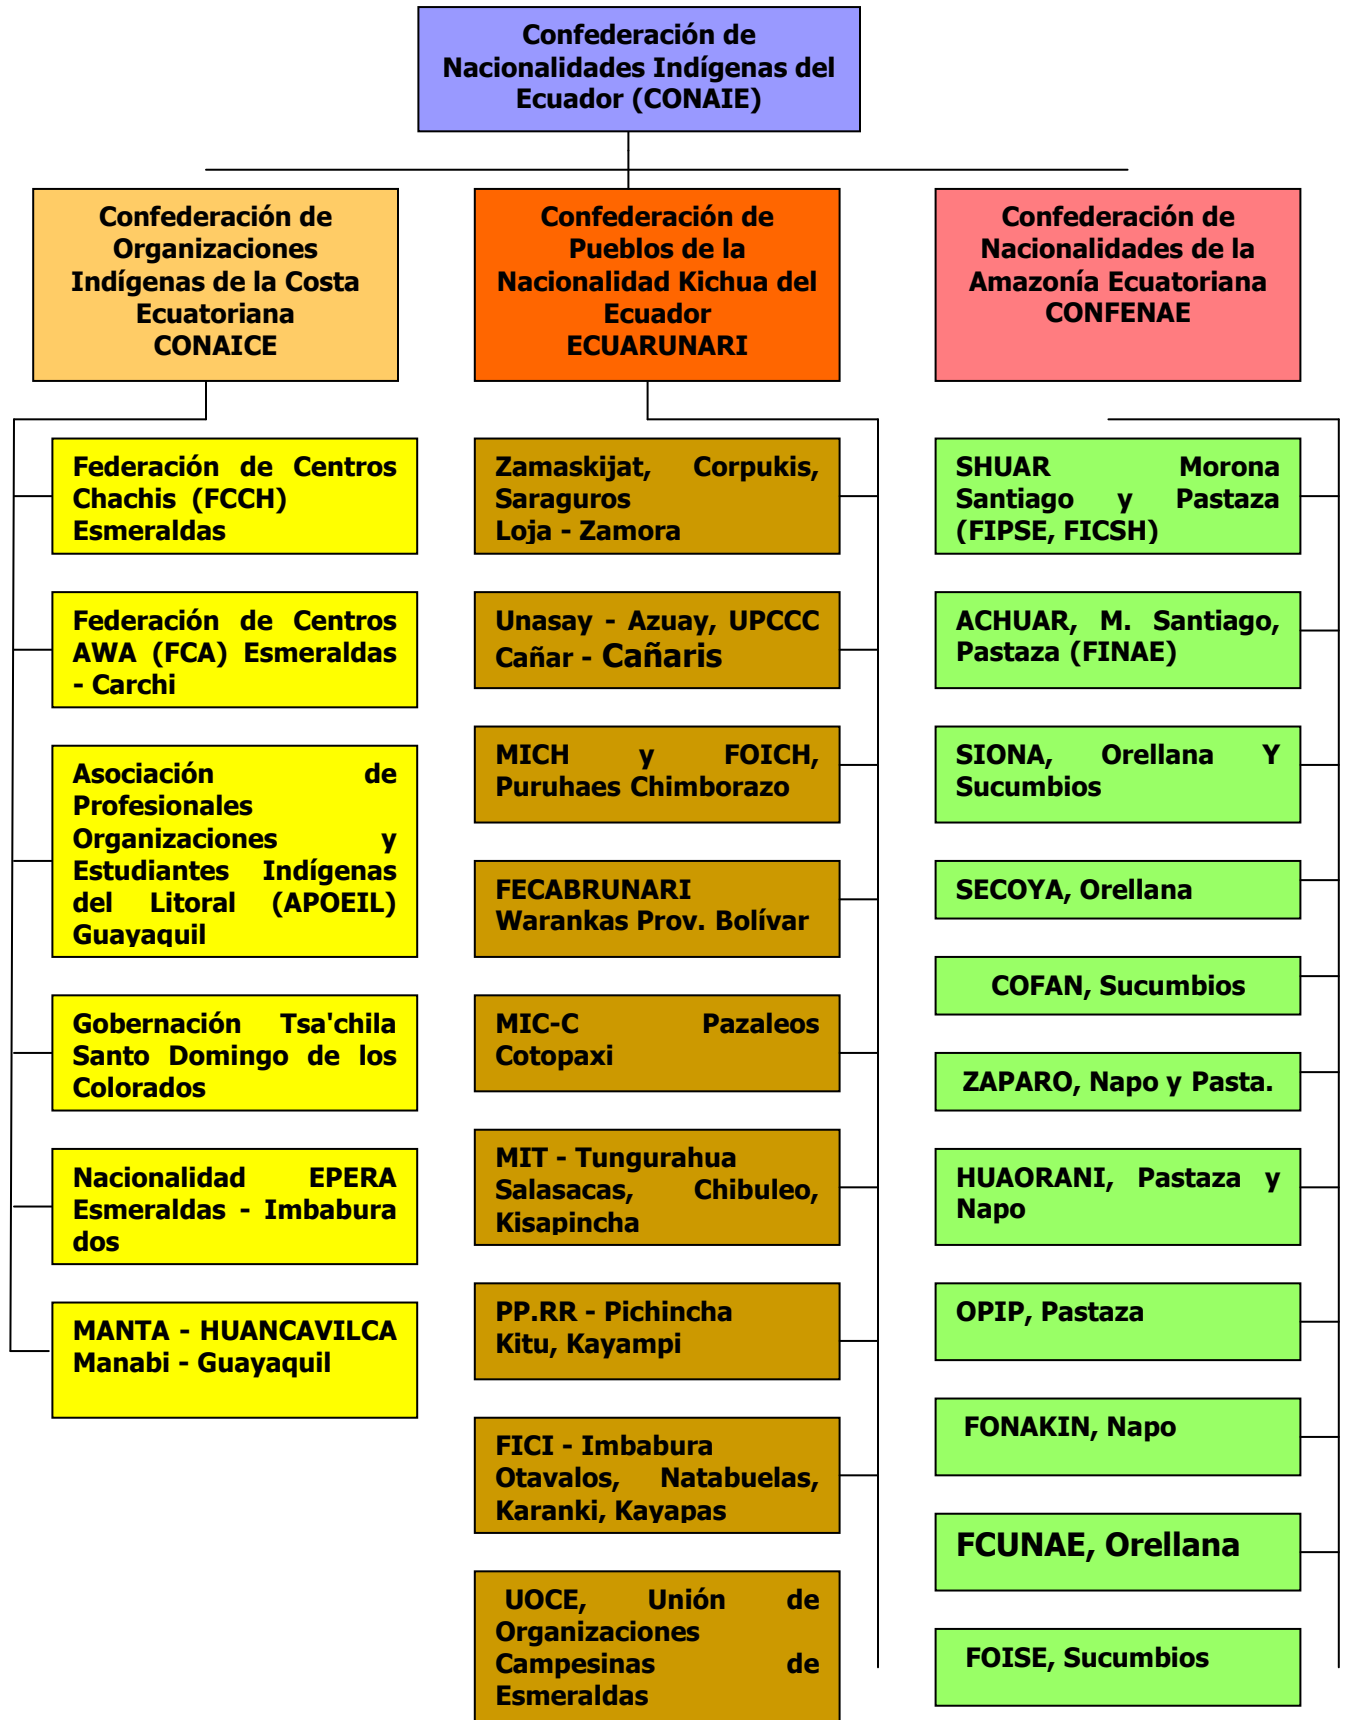 Confederación de
Nacionalidades Indígenas del
Ecuador (CONAIE)
Confederación de
Organizaciones
Indígenas de la Costa
Ecuatoriana
CONAICE
Confederación de
Pueblos de la
Nacionalidad Kichua del
Ecuador
ECUARUNARI
Confederación de
Nacionalidades de la
Amazonía Ecuatoriana
CONFENAE
Federación de Centros
Chachis (FCCH)
Esmeraldas
Federación de Centros
AWA (FCA) Esmeraldas
- Carchi
Asociación de
Profesionales
Organizaciones y
Estudiantes Indígenas
del Litoral (APOEIL)
Guayaquil
Gobernación Tsa'chila
Santo Domingo de los
Colorados
Nacionalidad EPERA
Esmeraldas - Imbabura
dos
MANTA - HUANCAVILCA
Manabi - Guayaquil
Zamaskijat, Corpukis,
Saraguros
Loja - Zamora
Unasay - Azuay, UPCCC
Cañar - Cañaris
MICH y FOICH,
Puruhaes Chimborazo
FECABRUNARI
Warankas Prov. Bolívar
MIC-C Pazaleos
Cotopaxi
MIT - Tungurahua
Salasacas, Chibuleo,
Kisapincha
PP.RR - Pichincha
Kitu, Kayampi
FICI - Imbabura
Otavalos, Natabuelas,
Karanki, Kayapas
UOCE, Unión de
Organizaciones
Campesinas de
Esmeraldas
SHUAR Morona
Santiago y Pastaza
(FIPSE, FICSH)
ACHUAR, M. Santiago,
Pastaza (FINAE)
SIONA, Orellana Y
Sucumbios
SECOYA, Orellana
COFAN, Sucumbios
ZAPARO, Napo y Pasta.
HUAORANI, Pastaza y
Napo
OPIP, Pastaza
FONAKIN, Napo
FCUNAE, Orellana
FOISE, Sucumbios